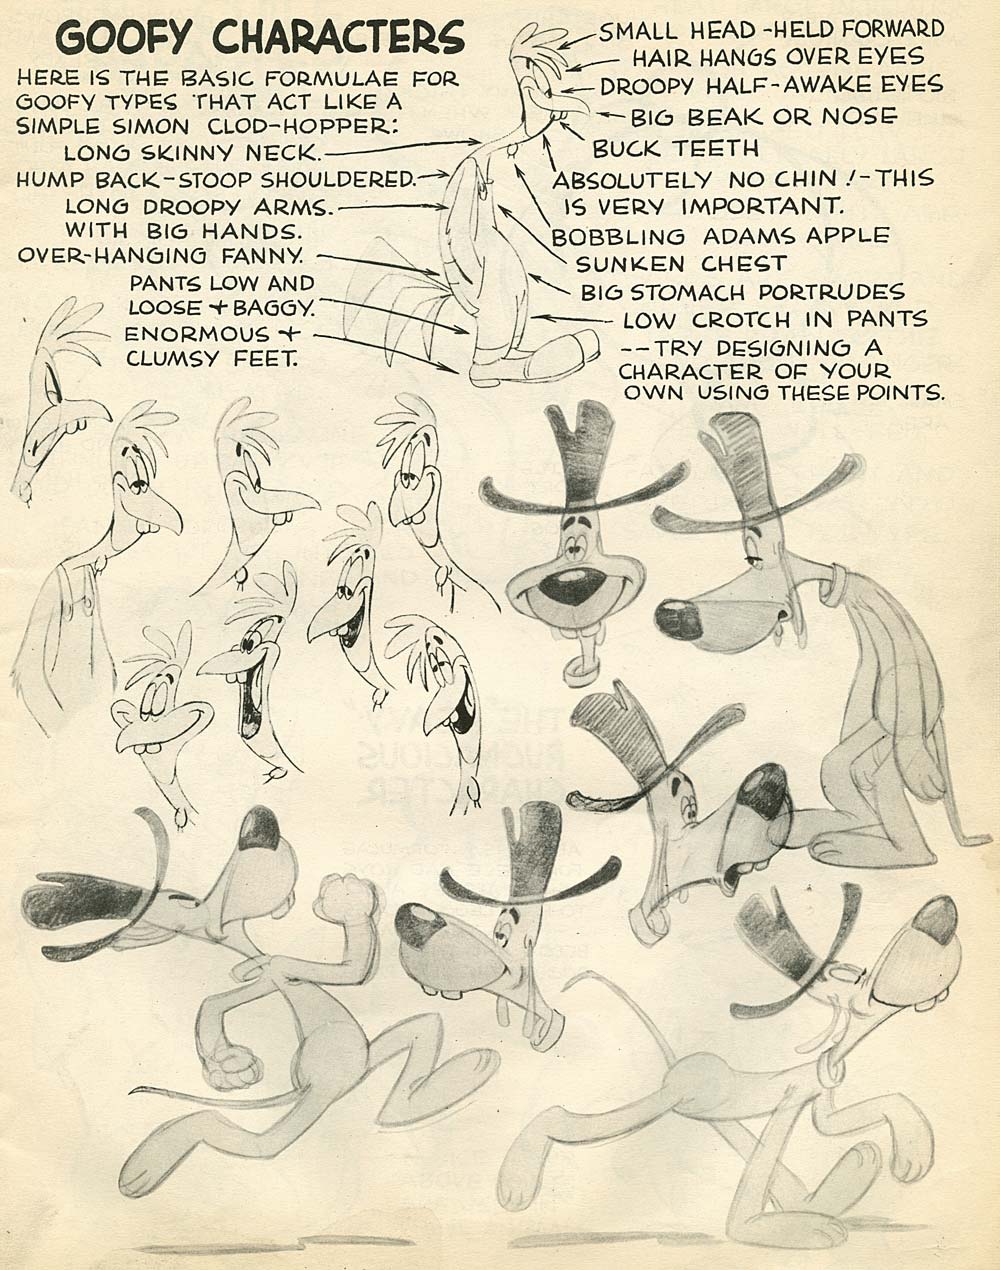 GOOFY CHARACTERS
HERE IS THE BASIC FORMULAE FOR
GOOFY TYPES THAT ACT LIKE A
SIMPLE SIMON CLOD-HOPPER:
LONG SKINNY NECK.
HUMP BACK-STOOP SHOULDERED.
LONG DROOPY ARMS.
WITH BIG HANDS.
OVER-HANGING FANNY.
PANTS LOW AND
LOOSE + BAGGY.
ENORMOUS +
CLUMSY FEET.
SMALL HEAD-HELD FORWARD
HAIR HANGS OVER EYES
DROOPY HALF-AWAKE EYES
BIG BEAK OR NOSE
BUCK TEETH
ABSOLUTELY NO CHIN!-THIS
IS VERY IMPORTANT.
BOBBLING ADAMS APPLE
SUNKEN CHEST
BIG STOMACH PORTRUDES
LOW CROTCH IN PANTS
--TRY DESIGNING A
CHARACTER OF YOUR
OWN USING THESE POINTS.